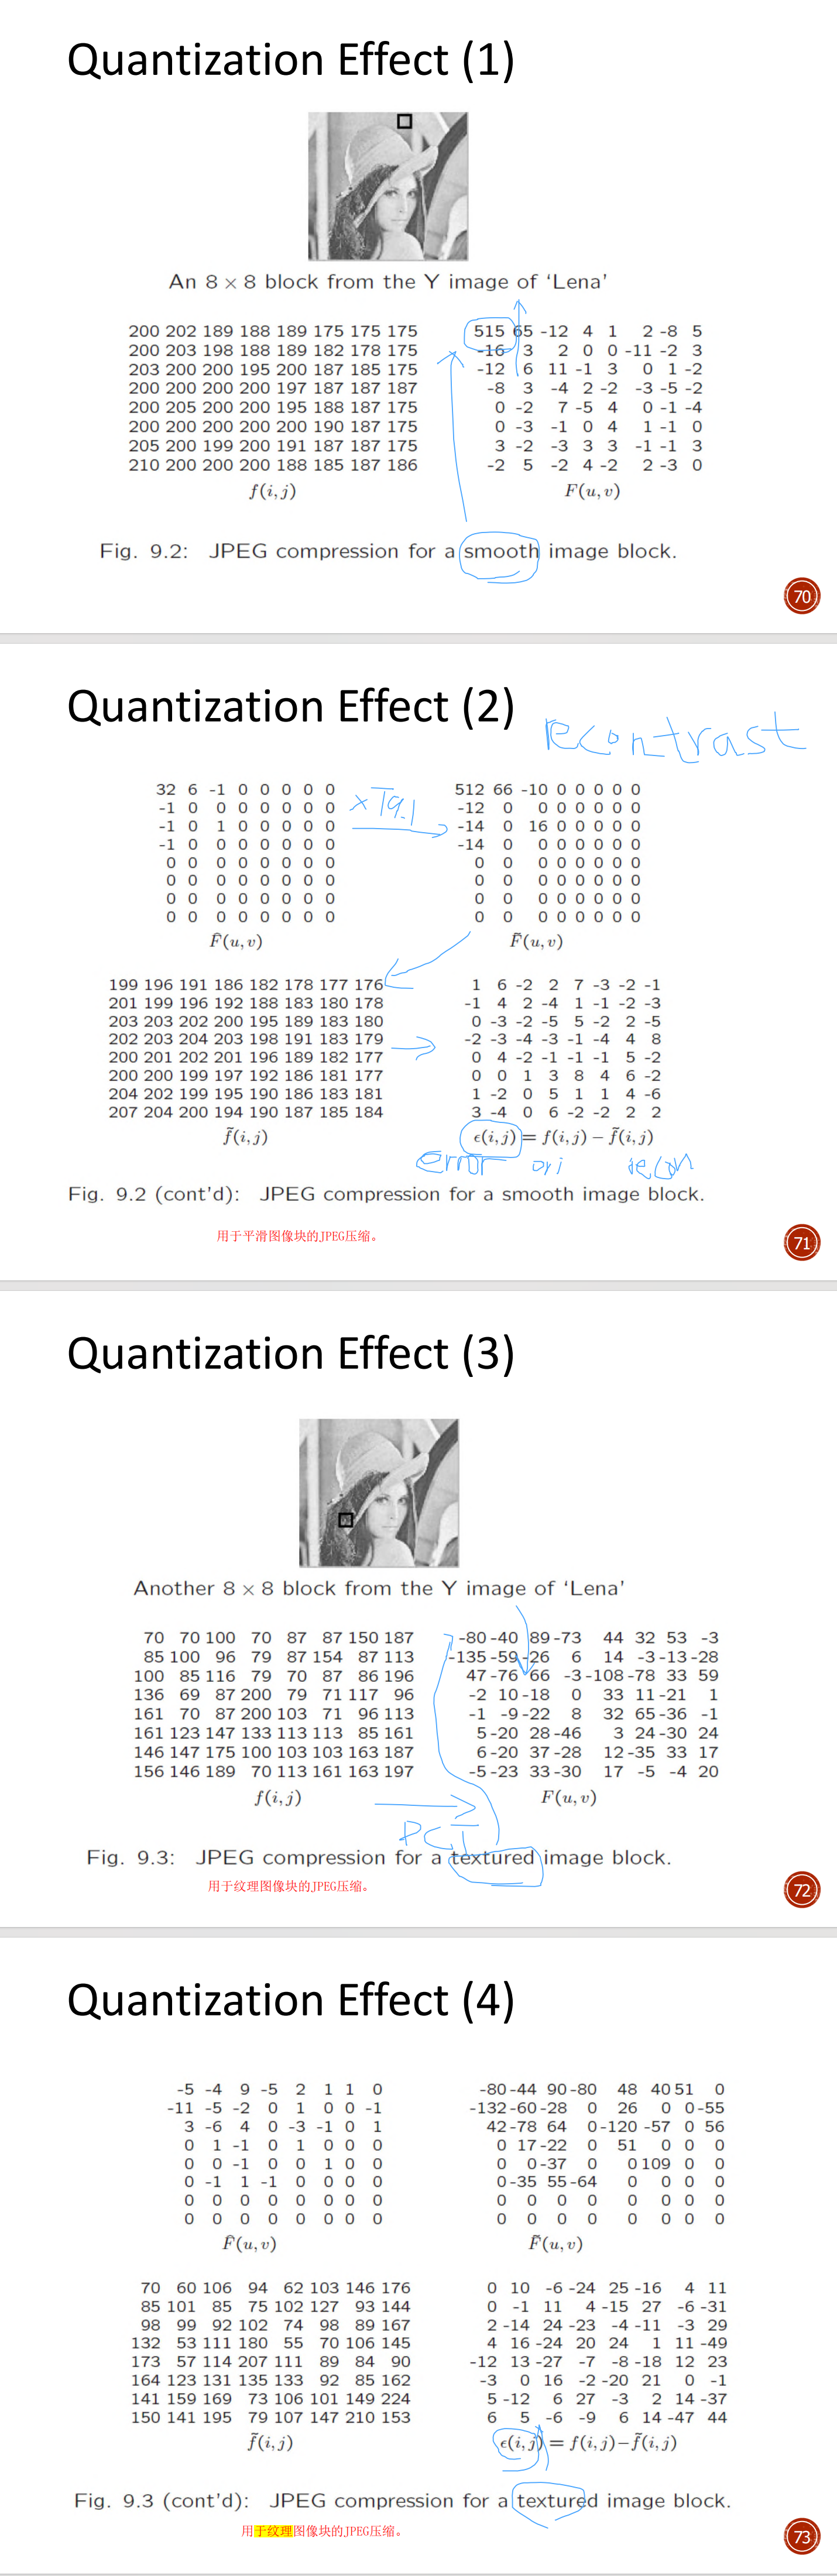 Quantization Effect (1)
An 8 × 8 block from the Y image of ‘Lena’
200 202 189 188 189 175 175 175
200 203 198 188 189 182 178 175
203 200 200 195 200 187 185 175
200 200 200 200 197 187 187 187
200 205 200 200 195 188 187 175
200 200 200 200 200 190 187 175
205 200 199 200 191 187 187 175
210 200 200 200 188 185 187 186
f(i,j)
515 65 -12 4 1 2 -8 5
-16 3 2 0 0 -11 -2 3
-12 6 11 -1 3 0 1 -2
-8 3 -4 2 -2 -3 -5 -2
0 -2 7 -5 4 0 -1 -4
0 -3 -1 0 4 1 -1 0
3 -2 -3 3 3 -1 -1 3
-2 5 -2 4 -2 2 -3 0
F(u,v)
Fig. 9.2: JPEG compression for a smooth image block.
70
Quantization Effect (2)
recontrast
32 6 -1 0 0 0 0 0
-1 0 0 0 0 0 0 0
-1 0 1 0 0 0 0 0
-1 0 0 0 0 0 0 0
0 0 0 0 0 0 0 0
0 0 0 0 0 0 0 0
0 0 0 0 0 0 0 0
0 0 0 0 0 0 0 0
F̂(u,v)
×T9.1
512 66 -10 0 0 0 0 0
-12 0 0 0 0 0 0 0
-14 0 16 0 0 0 0 0
-14 0 0 0 0 0 0 0
0 0 0 0 0 0 0 0
0 0 0 0 0 0 0 0
0 0 0 0 0 0 0 0
0 0 0 0 0 0 0 0
F̃(u,v)
199 196 191 186 182 178 177 176
201 199 196 192 188 183 180 178
203 203 202 200 195 189 183 180
202 203 204 203 198 191 183 179
200 201 202 201 196 189 182 177
200 200 199 197 192 186 181 177
204 202 199 195 190 186 183 181
207 204 200 194 190 187 185 184
f̃(i,j)
1 6 -2 2 7 -3 -2 -1
-1 4 2 -4 1 -1 -2 -3
0 -3 -2 -5 5 -2 2 -5
-2 -3 -4 -3 -1 -4 4 8
0 4 -2 -1 -1 -1 5 -2
0 0 1 3 8 4 6 -2
1 -2 0 5 1 1 4 -6
3 -4 0 6 -2 -2 2 2
ϵ(i,j) = f(i,j) − f̃(i,j)
error ori recon
Fig. 9.2 (cont’d): JPEG compression for a smooth image block.
用于平滑图像块的JPEG压缩。
71
Quantization Effect (3)
Another 8 × 8 block from the Y image of ‘Lena’
70 70 100 70 87 87 150 187
85 100 96 79 87 154 87 113
100 85 116 79 70 87 86 196
136 69 87 200 79 71 117 96
161 70 87 200 103 71 96 113
161 123 147 133 113 113 85 161
146 147 175 100 103 103 163 187
156 146 189 70 113 161 163 197
f(i,j)
-80 -40 89 -73 44 32 53 -3
-135 -59 -26 6 14 -3 -13 -28
47 -76 66 -3 -108 -78 33 59
-2 10 -18 0 33 11 -21 1
-1 -9 -22 8 32 65 -36 -1
5 -20 28 -46 3 24 -30 24
6 -20 37 -28 12 -35 33 17
-5 -23 33 -30 17 -5 -4 20
F(u,v)
DCT
Fig. 9.3: JPEG compression for a textured image block.
用于纹理图像块的JPEG压缩。
72
Quantization Effect (4)
-5 -4 9 -5 2 1 1 0
-11 -5 -2 0 1 0 0 -1
3 -6 4 0 -3 -1 0 1
0 1 -1 0 1 0 0 0
0 0 -1 0 0 1 0 0
0 -1 1 -1 0 0 0 0
0 0 0 0 0 0 0 0
0 0 0 0 0 0 0 0
F̂(u,v)
-80 -44 90 -80 48 40 51 0
-132 -60 -28 0 26 0 0 -55
42 -78 64 0 -120 -57 0 56
0 17 -22 0 51 0 0 0
0 0 -37 0 0 109 0 0
0 -35 55 -64 0 0 0 0
0 0 0 0 0 0 0 0
0 0 0 0 0 0 0 0
F̃(u,v)
70 60 106 94 62 103 146 176
85 101 85 75 102 127 93 144
98 99 92 102 74 98 89 167
132 53 111 180 55 70 106 145
173 57 114 207 111 89 84 90
164 123 131 135 133 92 85 162
141 159 169 73 106 101 149 224
150 141 195 79 107 147 210 153
f̃(i,j)
0 10 -6 -24 25 -16 4 11
0 -1 11 4 -15 27 -6 -31
2 -14 24 -23 -4 -11 -3 29
4 16 -24 20 24 1 11 -49
-12 13 -27 -7 -8 -18 12 23
-3 0 16 -2 -20 21 0 -1
5 -12 6 27 -3 2 14 -37
6 5 -6 -9 6 14 -47 44
ϵ(i,j) = f(i,j)−f̃(i,j)
Fig. 9.3 (cont’d): JPEG compression for a textured image block.
用于纹理图像块的JPEG压缩。
73